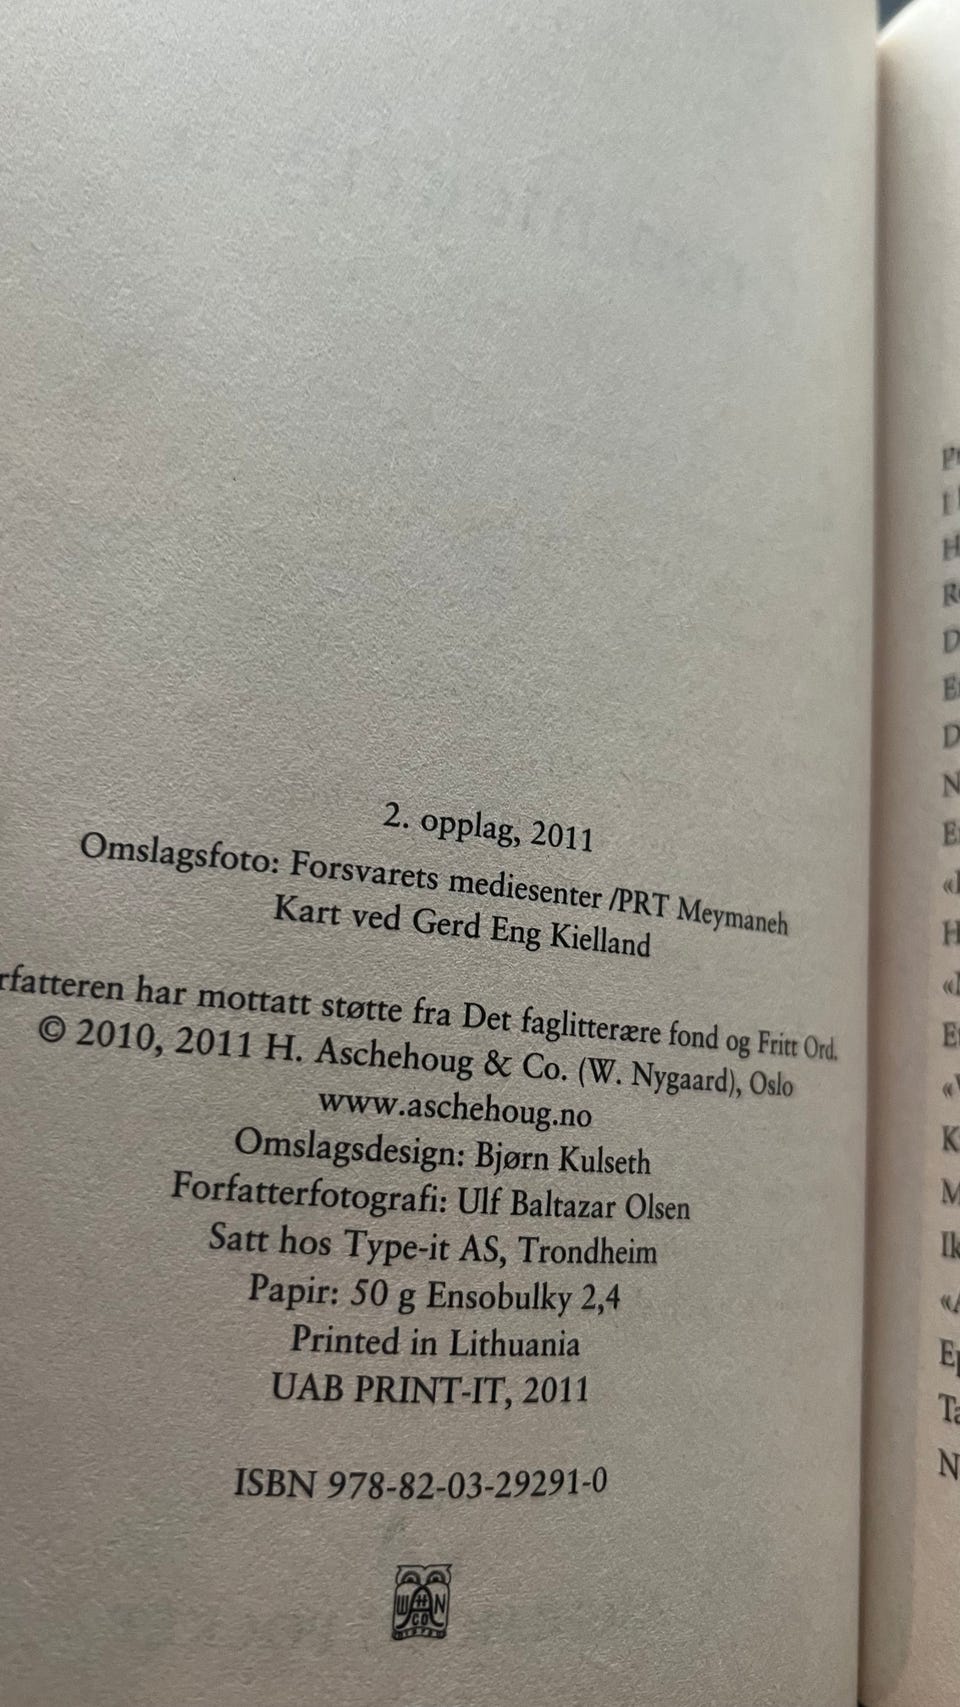 2. opplag, 2011
Omslagsfoto: Forsvarets mediesenter /PRT Meymaneh
Kart ved Gerd Eng Kielland
rfatteren har mottatt støtte fra Det faglitterære fond og Fritt Ord.
© 2010, 2011 H. Aschehoug & Co. (W. Nygaard), Oslo
www.aschehoug.no
Omslagsdesign: Bjørn Kulseth
Forfatterfotografi: Ulf Baltazar Olsen
Satt hos Type-it AS, Trondheim
Papir: 50 g Ensobulky 2,4
Printed in Lithuania
UAB PRINT-IT, 2011
ISBN 978-82-03-29291-0